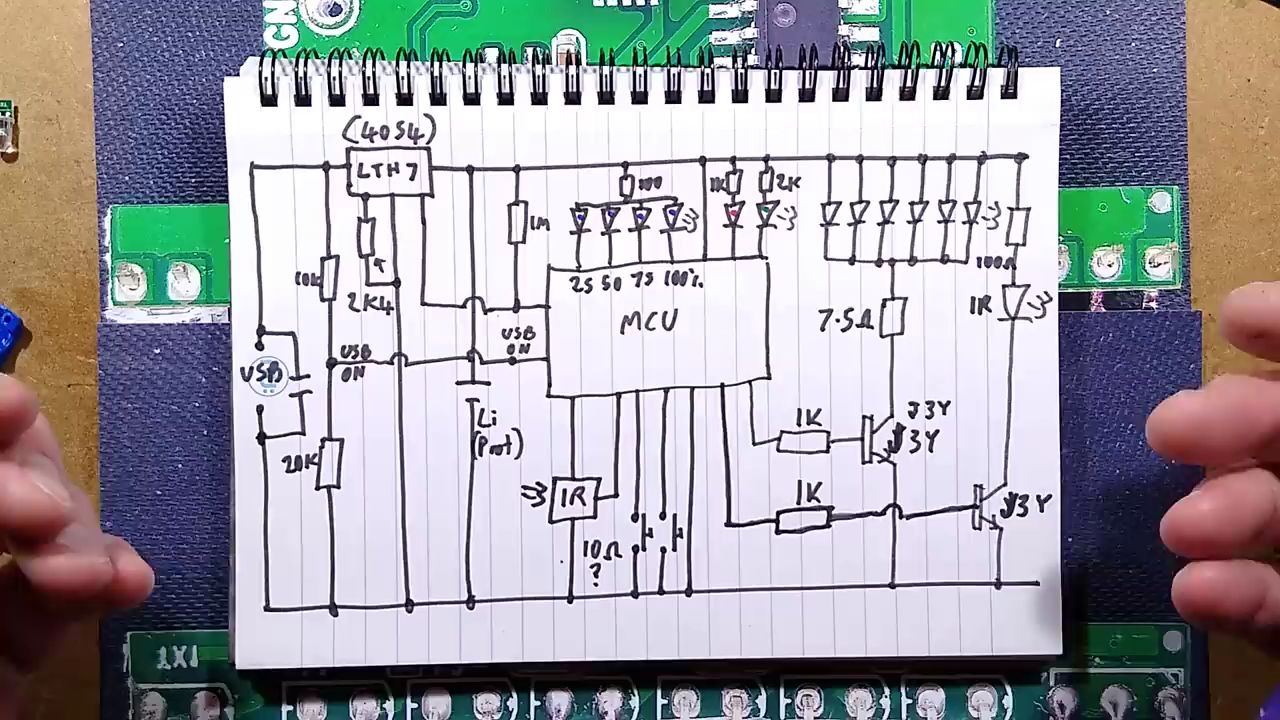 GN
(4054)
LTH7
100
1K
2K
1M
10K
2K4
25 50 75 100%
100Ω
MCU
7.5Ω
IR
USB
ON
USB
ON
USB
Li
(Prot)
1K
J3Y
J3Y
20K
IR
1K
J3Y
10Ω
?
1X1